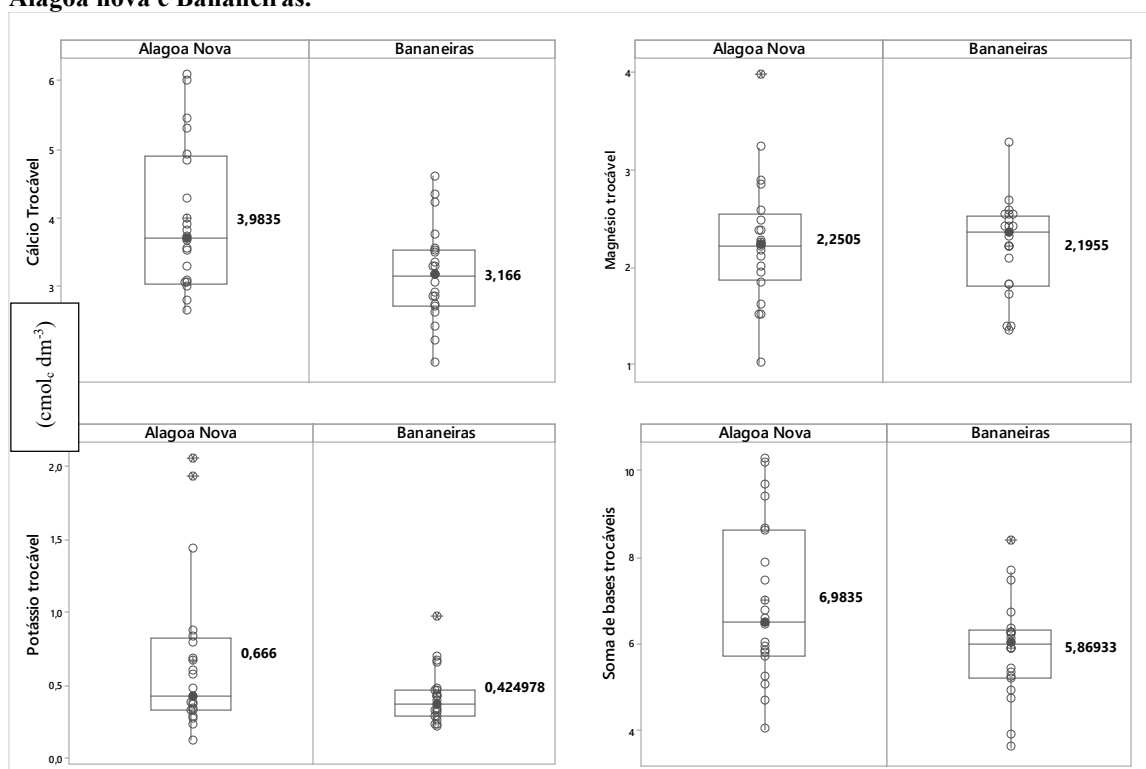 Alagoa nova e Bananeiras.
Alagoa Nova
Bananeiras
Cálcio Trocável
6
5
4
3
3,9835
3,166
Alagoa Nova
Bananeiras
Magnésio trocável
4
3
2
1
2,2505
2,1955
(cmolc dm-3)
Alagoa Nova
Bananeiras
Potássio trocável
2,0
1,5
1,0
0,5
0,0
0,666
0,424978
Alagoa Nova
Bananeiras
Soma de bases trocáveis
10
8
6
4
6,9835
5,86933